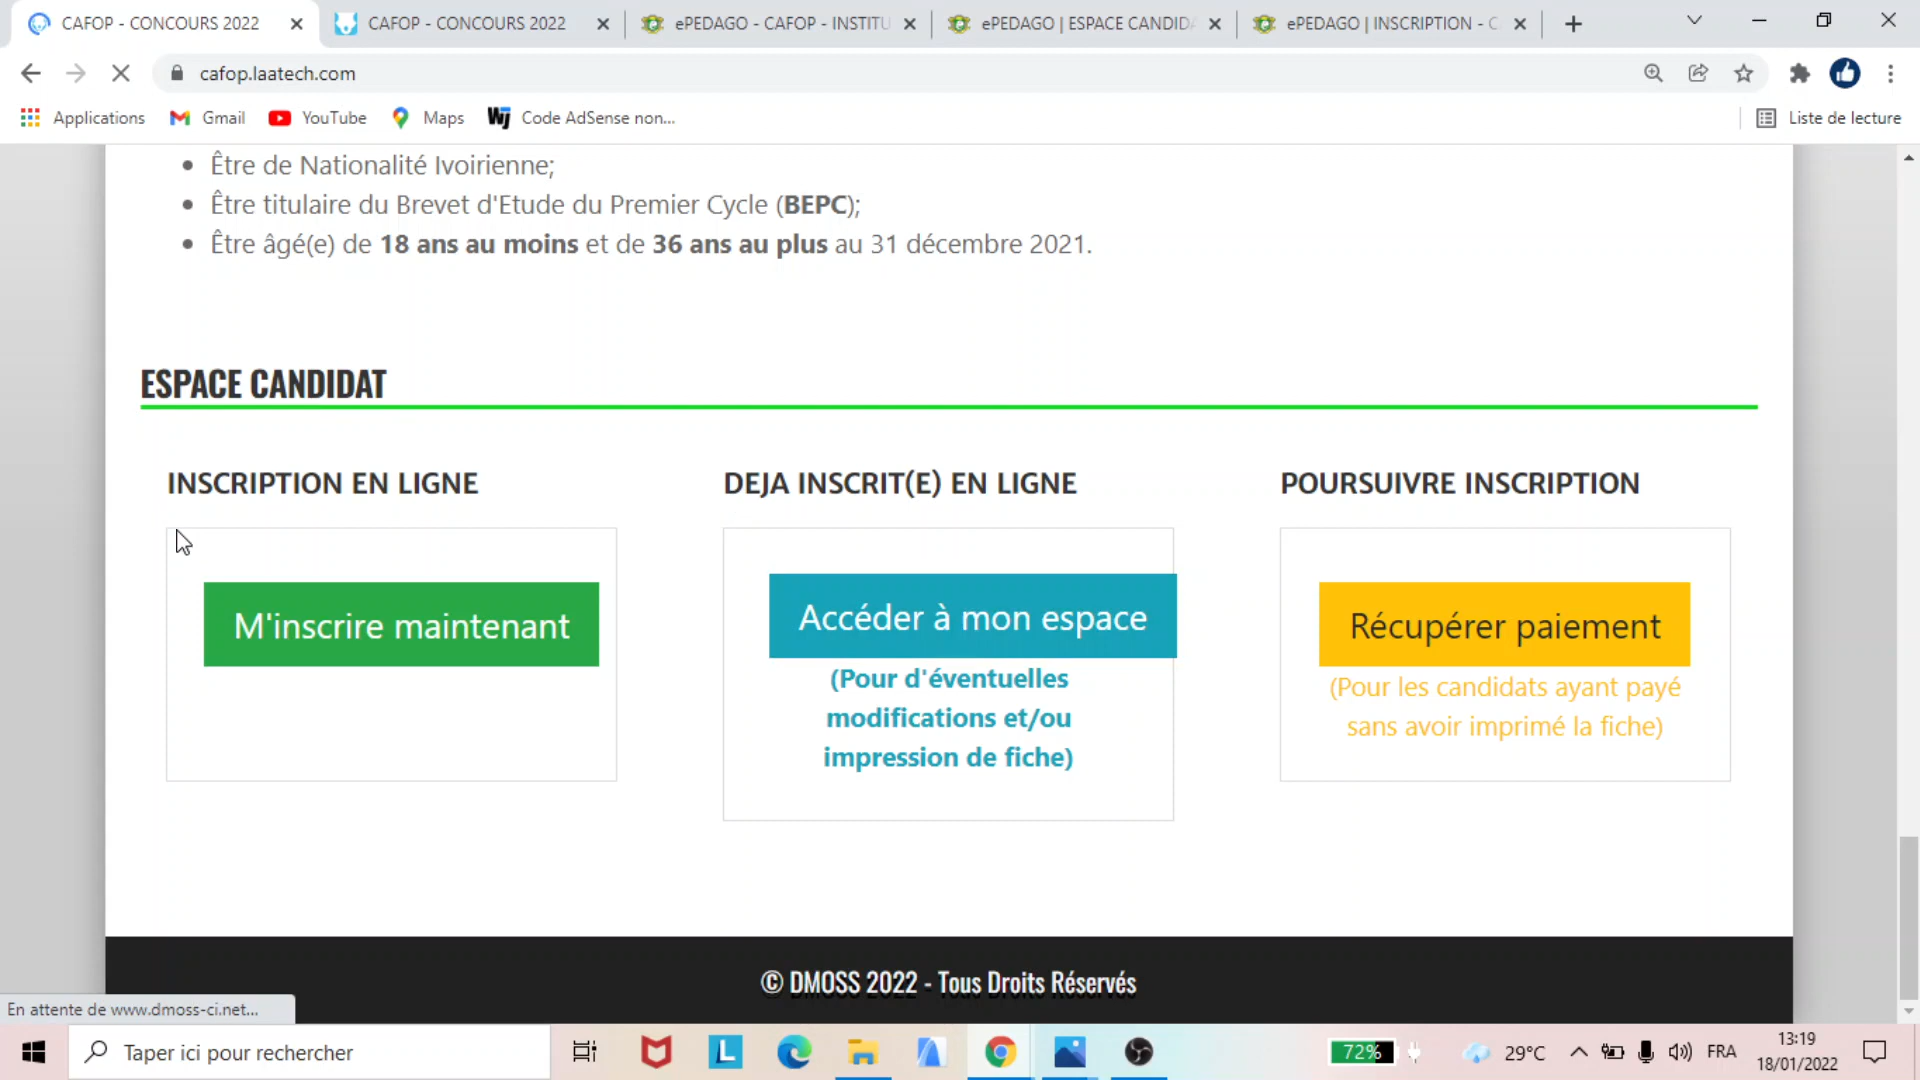 CAFOP - CONCOURS 2022
CAFOP - CONCOURS 2022
ePEDAGO - CAFOP - INSTITU
ePEDAGO | ESPACE CANDID
ePEDAGO | INSCRIPTION - C
cafop.laatech.com
Applications
Gmail
YouTube
Maps
Code AdSense non...
Liste de lecture
Être de Nationalité Ivoirienne;
Être titulaire du Brevet d'Etude du Premier Cycle (BEPC);
Être âgé(e) de 18 ans au moins et de 36 ans au plus au 31 décembre 2021.
ESPACE CANDIDAT
INSCRIPTION EN LIGNE
M'inscrire maintenant
DEJA INSCRIT(E) EN LIGNE
Accéder à mon espace
(Pour d'éventuelles
modifications et/ou
impression de fiche)
POURSUIVRE INSCRIPTION
Récupérer paiement
(Pour les candidats ayant payé
sans avoir imprimé la fiche)
© DMOSS 2022 - Tous Droits Réservés
En attente de www.dmoss-ci.net...
Taper ici pour rechercher
L
72%
29°C
FRA
13:19
18/01/2022